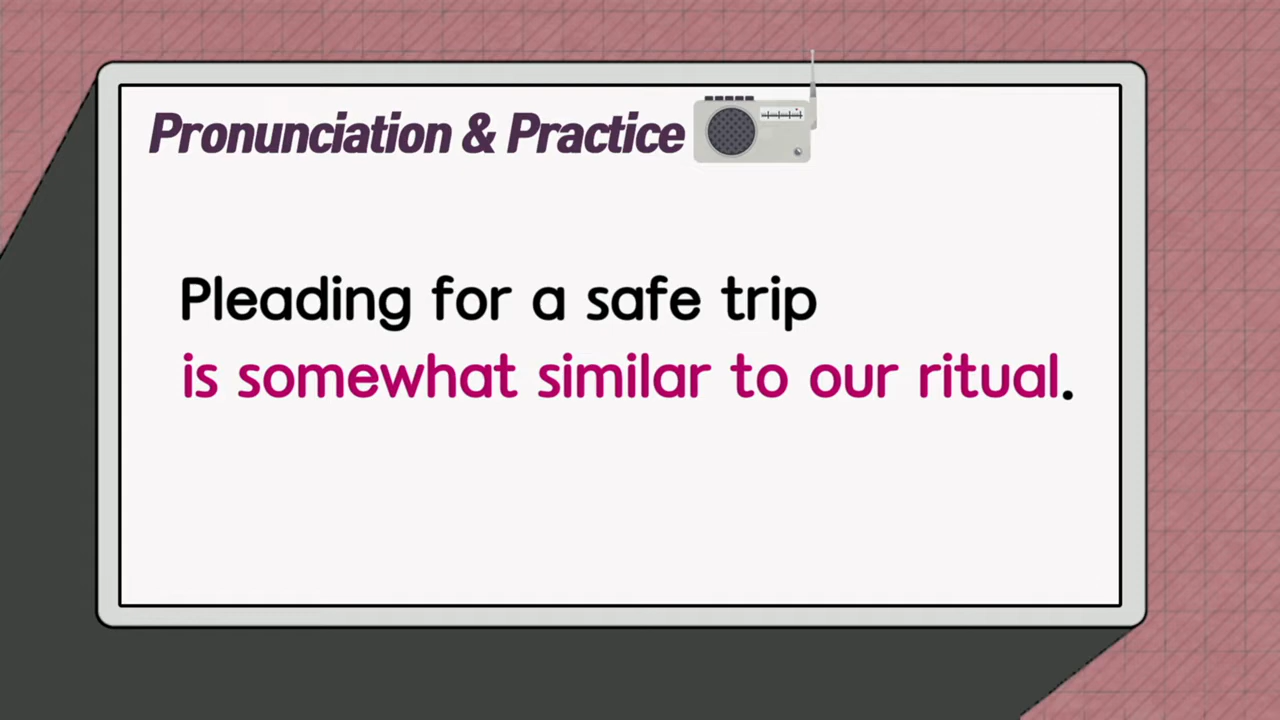 Pronunciation & Practice
Pleading for a safe trip
is somewhat similar to our ritual.